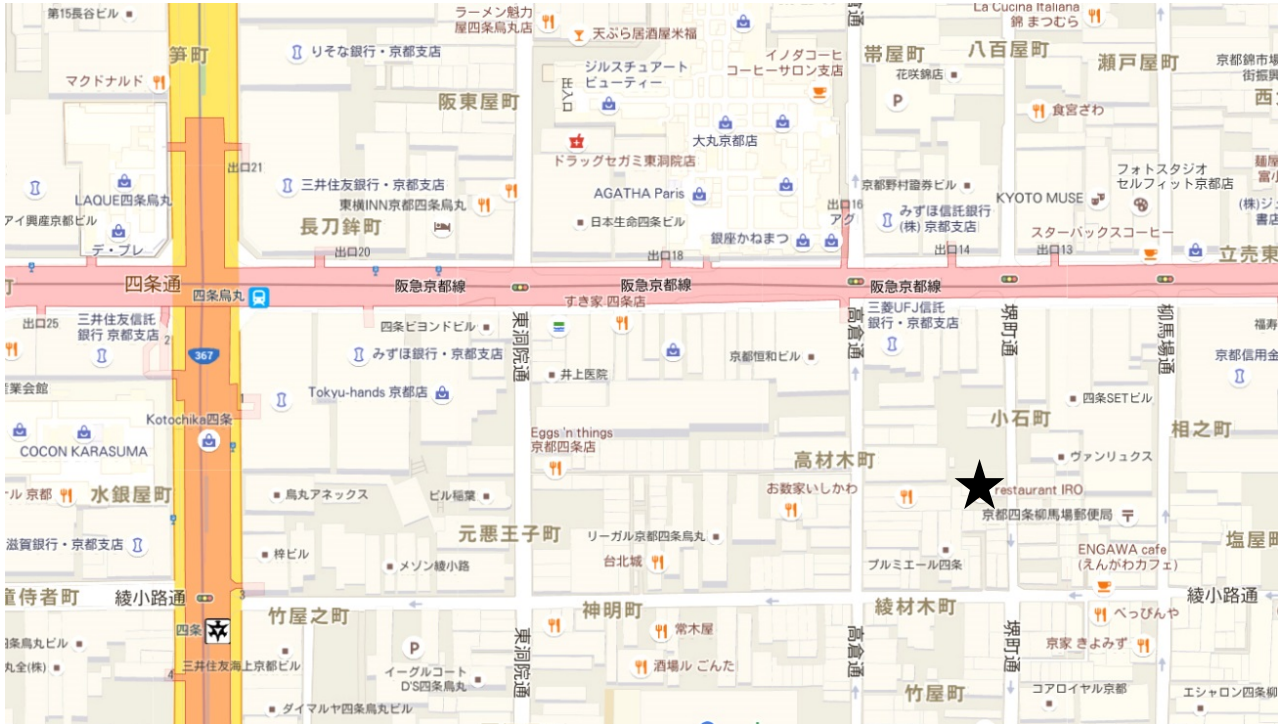 第15長谷ビル
ラーメン魅力
屋四条烏丸店
天ぷら居酒屋米福
La Cucina Italiana
錦 まつむら
笋町
りそな銀行・京都支店
マクドナルド
阪東屋町
出入口
ジルスチュアート
ビューティー
イノダコーヒ
コーヒーサロン支店
帯屋町
八百屋町
瀬戸屋町
花咲錦店
P
食宮ざわ
大丸京都店
ドラッグセガミ東洞院店
出口21
LAQUE四条烏丸
三井住友銀行・京都支店
東横INN京都四条烏丸
AGATHA Paris
日本生命四条ビル
京都野村證券ビル
出口16
アグ
みずほ信託銀行
(株) 京都支店
KYOTO MUSE
フォトスタジオ
セルフィット京都店
アイ興産京都ビル
デ・プレ
長刀鉾町
出口20
出口18
銀座かねまつ
出口14
出口13
スターバックスコーヒー
立売東
四条通
四条烏丸
阪急京都線
阪急京都線
阪急京都線
すき家 四条店
出口25
三井住友信託
銀行 京都支店
2
367
四条ビヨンドビル
みずほ銀行・京都支店
東洞院通
井上医院
京都恒和ビル
高倉通
三菱UFJ信託
銀行・京都支店
堺町通
柳馬場通
京都信用金
Tokyu-hands 京都店
1
Kotochika四条
COCON KARASUMA
四条SETビル
小石町
相之町
Eggs 'n things
京都四条店
高材木町
ヴァンリュクス
水銀屋町
烏丸アネックス
ビル稲葉
お数家いしかわ
restaurant IRO
京都四条柳馬場郵便局
元悪王子町
リーガル京都四条烏丸
台北城
滋賀銀行・京都支店
梓ビル
メゾン綾小路
プルミエール四条
ENGAWA cafe
(えんがわカフェ)
塩屋町
童侍者町
綾小路通
3
竹屋之町
神明町
綾材木町
綾小路通
べっぴんや
四条
常木屋
京家 きよみず
三井住友海上京都ビル
P
イーグルコート
D'S四条烏丸
東洞院通
酒場ル ごんた
高倉通
堺町通
4
竹屋町
コアロイヤル京都
エシャロン四条柳
ダイマルヤ四条烏丸ビル